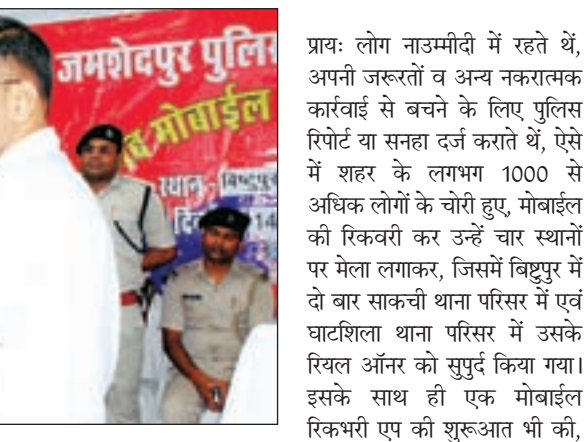 जमशेदपुर पुलिस
मोबाईल
स्थान - बिष्टुपुर
14
प्रायः लोग नाउम्मीदी में रहते थें,
अपनी जरूरतों व अन्य नकरात्मक
कार्रवाई से बचने के लिए पुलिस
रिपोर्ट या सनहा दर्ज कराते थें, ऐसे
में शहर के लगभग 1000 से
अधिक लोगों के चोरी हुए, मोबाईल
की रिकवरी कर उन्हें चार स्थानों
पर मेला लगाकर, जिसमें बिष्टुपुर में
दो बार साकची थाना परिसर में एवं
घाटशिला थाना परिसर में उसके
रियल ऑनर को सुपुर्द किया गया।
इसके साथ ही एक मोबाईल
रिकभरी एप की शुरूआत भी की,